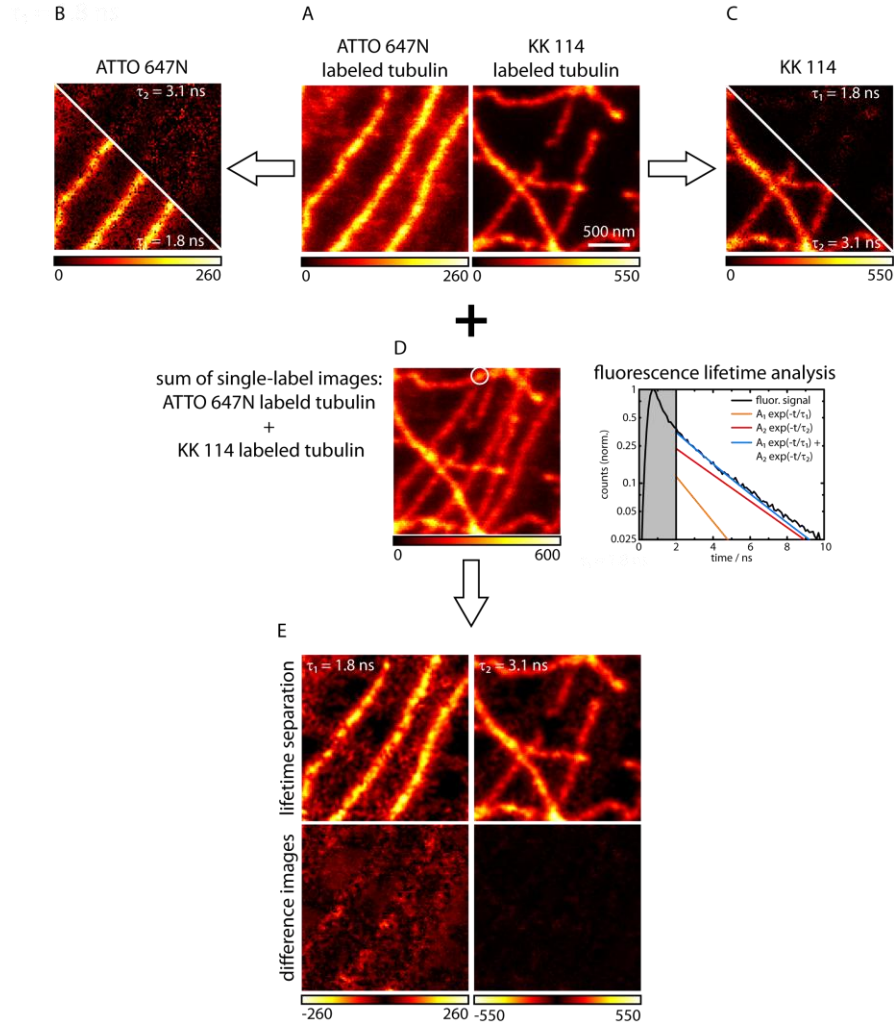 B
A
C
ATTO 647N
ATTO 647N
labeled tubulin
KK 114
labeled tubulin
KK 114
τ₂ = 3.1 ns
τ₁ = 1.8 ns
500 nm
τ₁ = 1.8 ns
τ₂ = 3.1 ns
0 260
0 260
0 550
0 550
+
D
sum of single-label images:
ATTO 647N labeld tubulin
+
KK 114 labeled tubulin
0 600
fluorescence lifetime analysis
fluor. signal
A₁ exp(-t/τ₁)
A₂ exp(-t/τ₂)
A₁ exp(-t/τ₁) +
A₂ exp(-t/τ₂)
counts (norm.)
1
0.5
0.25
0.1
0.05
0.025
0 2 4 6 8 10
time / ns
E
lifetime separation
τ₁ = 1.8 ns
τ₂ = 3.1 ns
difference images
-260 260
-550 550